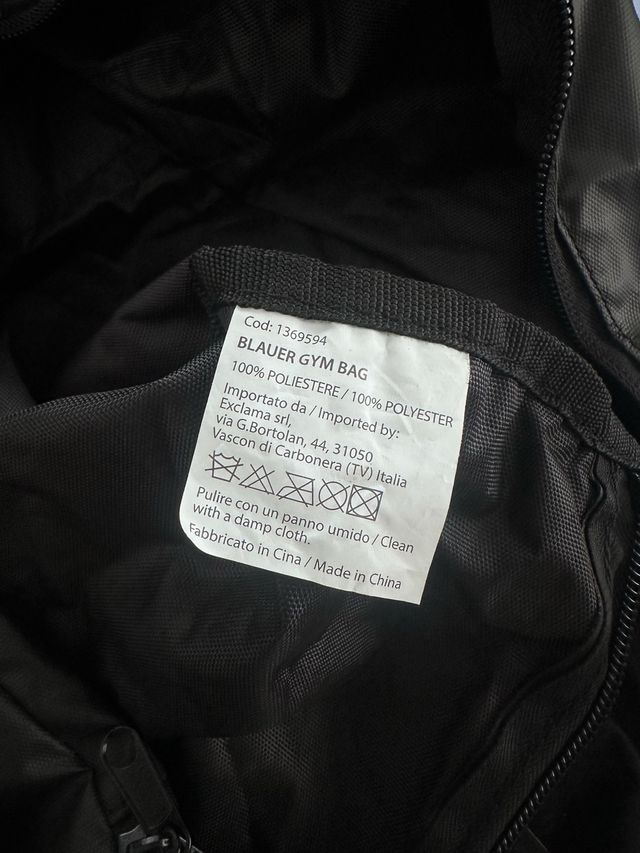 Cod: 1369594
BLAUER GYM BAG
100% POLIESTERE / 100% POLYESTER
Importato da / Imported by:
Exclama srl,
via G.Bortolan, 44, 31050
Vascon di Carbonera (TV) Italia
Pulire con un panno umido / Clean
with a damp cloth.
Fabbricato in Cina / Made in China